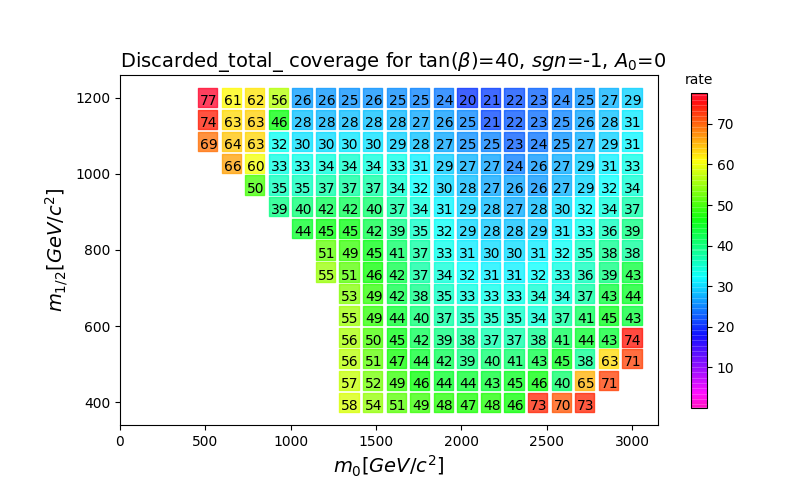 Discarded_total_ coverage for tan(β)=40, sgn=-1, A₀=0
rate
1200
77 61 62 56 26 26 25 26 25 25 24 20 21 22 23 24 25 27 29
74 63 63 46 28 28 28 28 28 27 26 25 21 22 23 25 26 28 31
69 64 63 32 30 30 30 30 29 28 27 25 25 23 24 25 27 29 31
1000
66 60 33 33 34 34 34 33 31 29 27 27 24 26 27 29 31 33
50 35 35 37 37 37 34 32 30 28 27 26 26 27 29 32 34
39 40 42 42 40 37 34 31 29 28 27 28 30 32 34 37
800
44 45 45 42 39 35 32 29 28 28 29 31 33 36 39
51 49 45 41 37 33 31 30 30 31 32 35 38 38
55 51 46 42 37 34 32 31 31 32 33 36 39 43
53 49 42 38 35 33 33 33 34 34 37 43 44
600
55 49 44 40 37 35 35 35 34 37 41 45 43
56 50 45 42 39 38 37 37 38 41 44 43 74
56 51 47 44 42 39 40 41 43 45 38 63 71
57 52 49 46 44 44 43 45 46 40 65 71
400
58 54 51 49 48 47 48 46 73 70 73
0 500 1000 1500 2000 2500 3000
m₀[GeV/c²]
m₁/₂[GeV/c²]
70
60
50
40
30
20
10